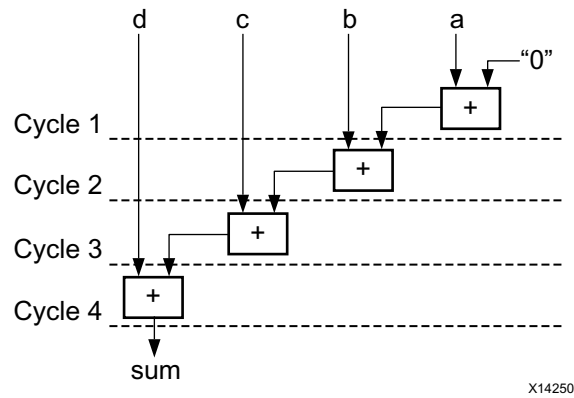 d c b a
“0”
+
Cycle 1
+
Cycle 2
+
Cycle 3
+
Cycle 4
sum
X14250